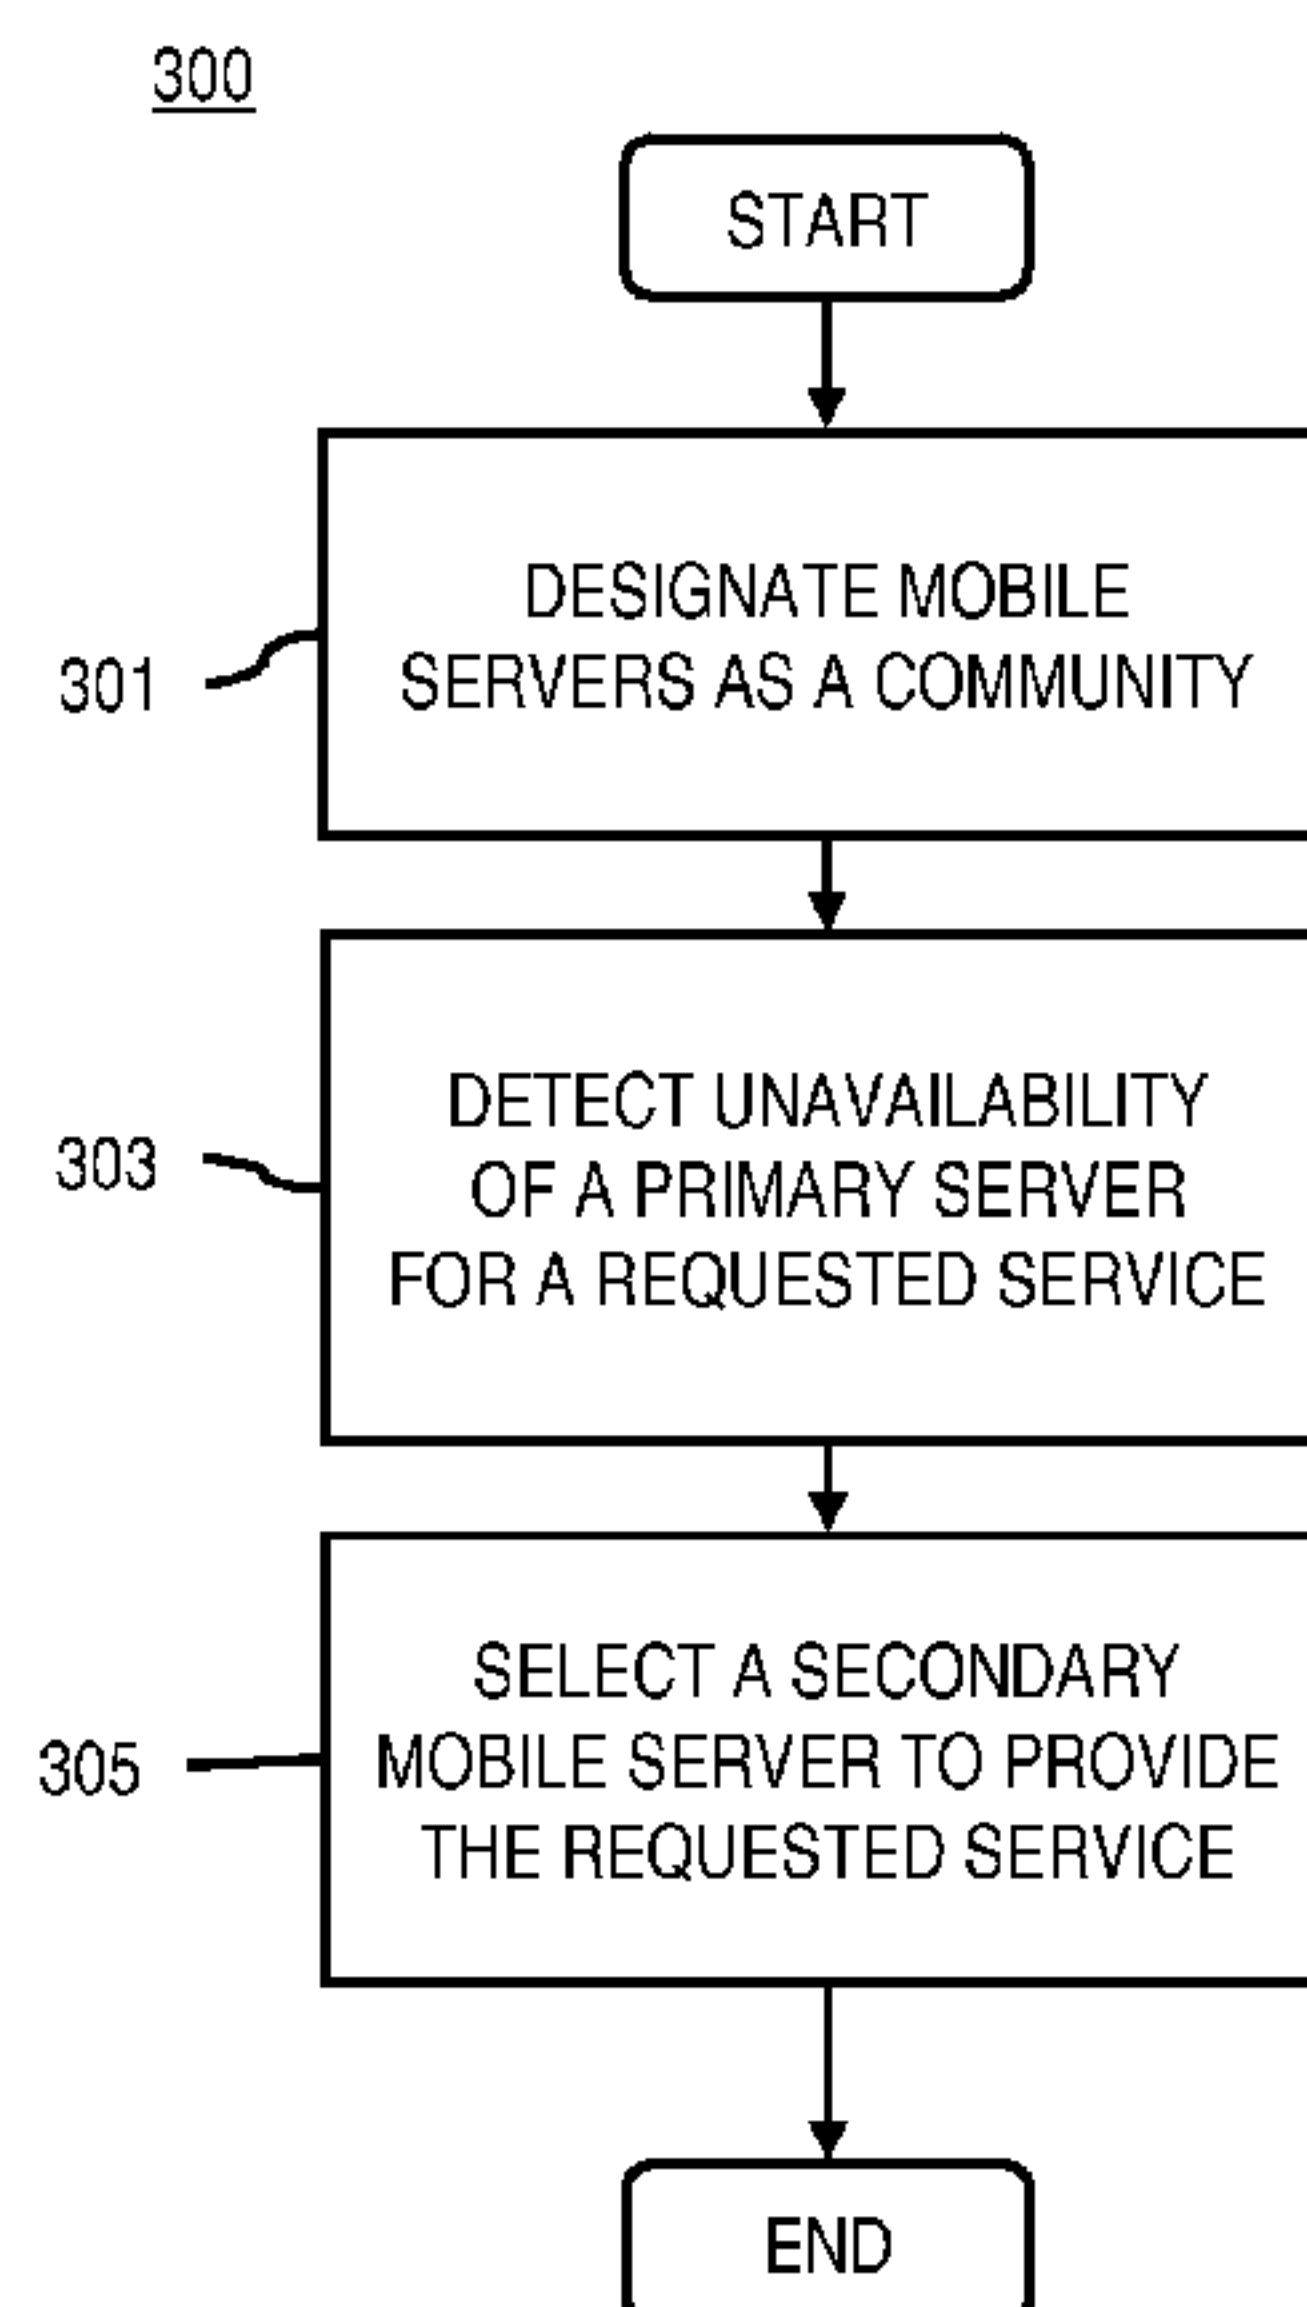 300
START
DESIGNATE MOBILE
SERVERS AS A COMMUNITY
301
DETECT UNAVAILABILITY
OF A PRIMARY SERVER
FOR A REQUESTED SERVICE
303
SELECT A SECONDARY
MOBILE SERVER TO PROVIDE
THE REQUESTED SERVICE
305
END